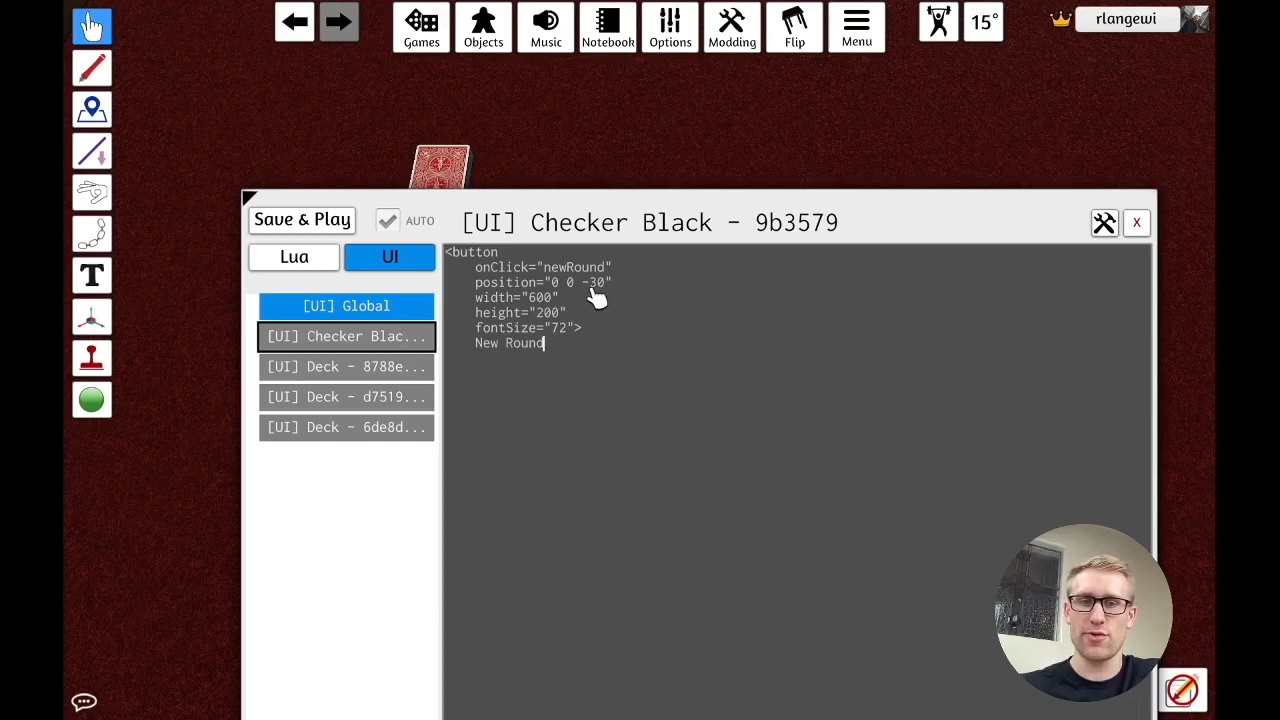 Games
Objects
Music
Notebook
Options
Modding
Flip
Menu
15°
rlangewi
Save & Play
AUTO
[UI] Checker Black - 9b3579
X
Lua
UI
[UI] Global
[UI] Checker Blac...
[UI] Deck - 8788e...
[UI] Deck - d7519...
[UI] Deck - 6de8d...
<button
onClick="newRound"
position="0 0 -30"
width="600"
height="200"
fontSize="72">
New Round
T